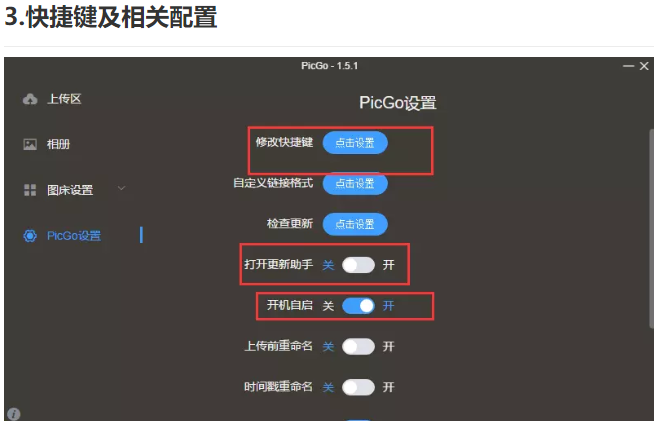 3.快捷键及相关配置
PicGo - 1.5.1
上传区
相册
图床设置
PicGo设置
PicGo设置
修改快捷键 点击设置
自定义链接格式 点击设置
检查更新 点击设置
打开更新助手 关 开
开机自启 关 开
上传前重命名 关 开
时间戳重命名 关 开